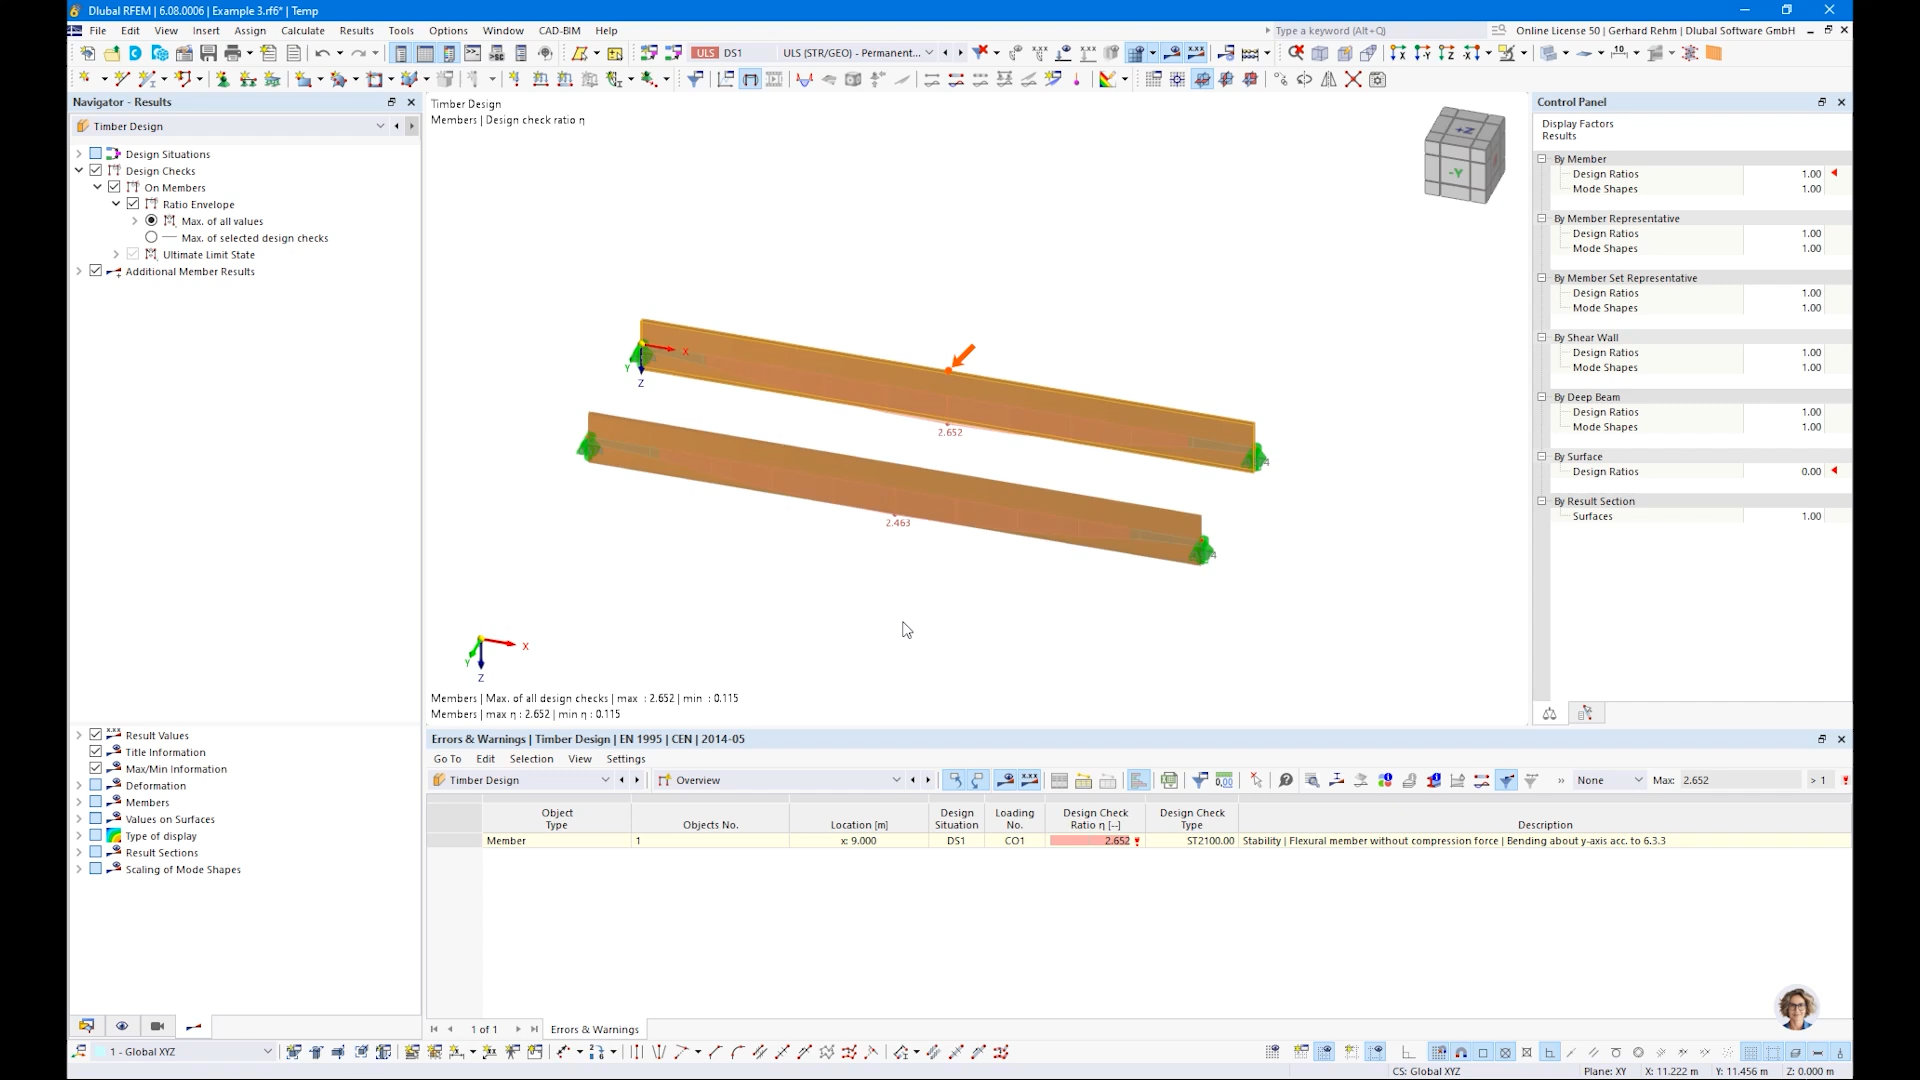 Dlubal RFEM | 6.08.0006 | Example 3.rf6* | Temp
File Edit View Insert Assign Calculate Results Tools Options Window CAD-BIM Help
Type a keyword (Alt+Q)
Online License 50 | Gerhard Rehm | Dlubal Software GmbH
ULS DS1 ULS (STR/GEO) - Permanent...
Navigator - Results
Timber Design
Design Situations
Design Checks
On Members
Ratio Envelope
Max. of all values
Max. of selected design checks
Ultimate Limit State
Additional Member Results
Result Values
Title Information
Max/Min Information
Deformation
Members
Values on Surfaces
Type of display
Result Sections
Scaling of Mode Shapes
1 - Global XYZ
Timber Design
Members | Design check ratio η
+Z
-Y
X
Y
Z
2.652
2.463
X
Y
Z
Members | Max. of all design checks | max : 2.652 | min : 0.115
Members | max η : 2.652 | min η : 0.115
Control Panel
Display Factors
Results
By Member
Design Ratios 1.00
Mode Shapes 1.00
By Member Representative
Design Ratios 1.00
Mode Shapes 1.00
By Member Set Representative
Design Ratios 1.00
Mode Shapes 1.00
By Shear Wall
Design Ratios 1.00
Mode Shapes 1.00
By Deep Beam
Design Ratios 1.00
Mode Shapes 1.00
By Surface
Design Ratios 0.00
By Result Section
Surfaces 1.00
Errors & Warnings | Timber Design | EN 1995 | CEN | 2014-05
Go To Edit Selection View Settings
Timber Design Overview None Max: 2.652 > 1
Object Type Objects No. Location [m] Design Situation Loading No. Design Check Ratio η [--] Design Check Type Description
Member 1 x: 9.000 DS1 CO1 2.652 ST2100.00 Stability | Flexural member without compression force | Bending about y-axis acc. to 6.3.3
1 of 1 Errors & Warnings
CS: Global XYZ Plane: XY X: 11.222 m Y: 11.456 m Z: 0.000 m